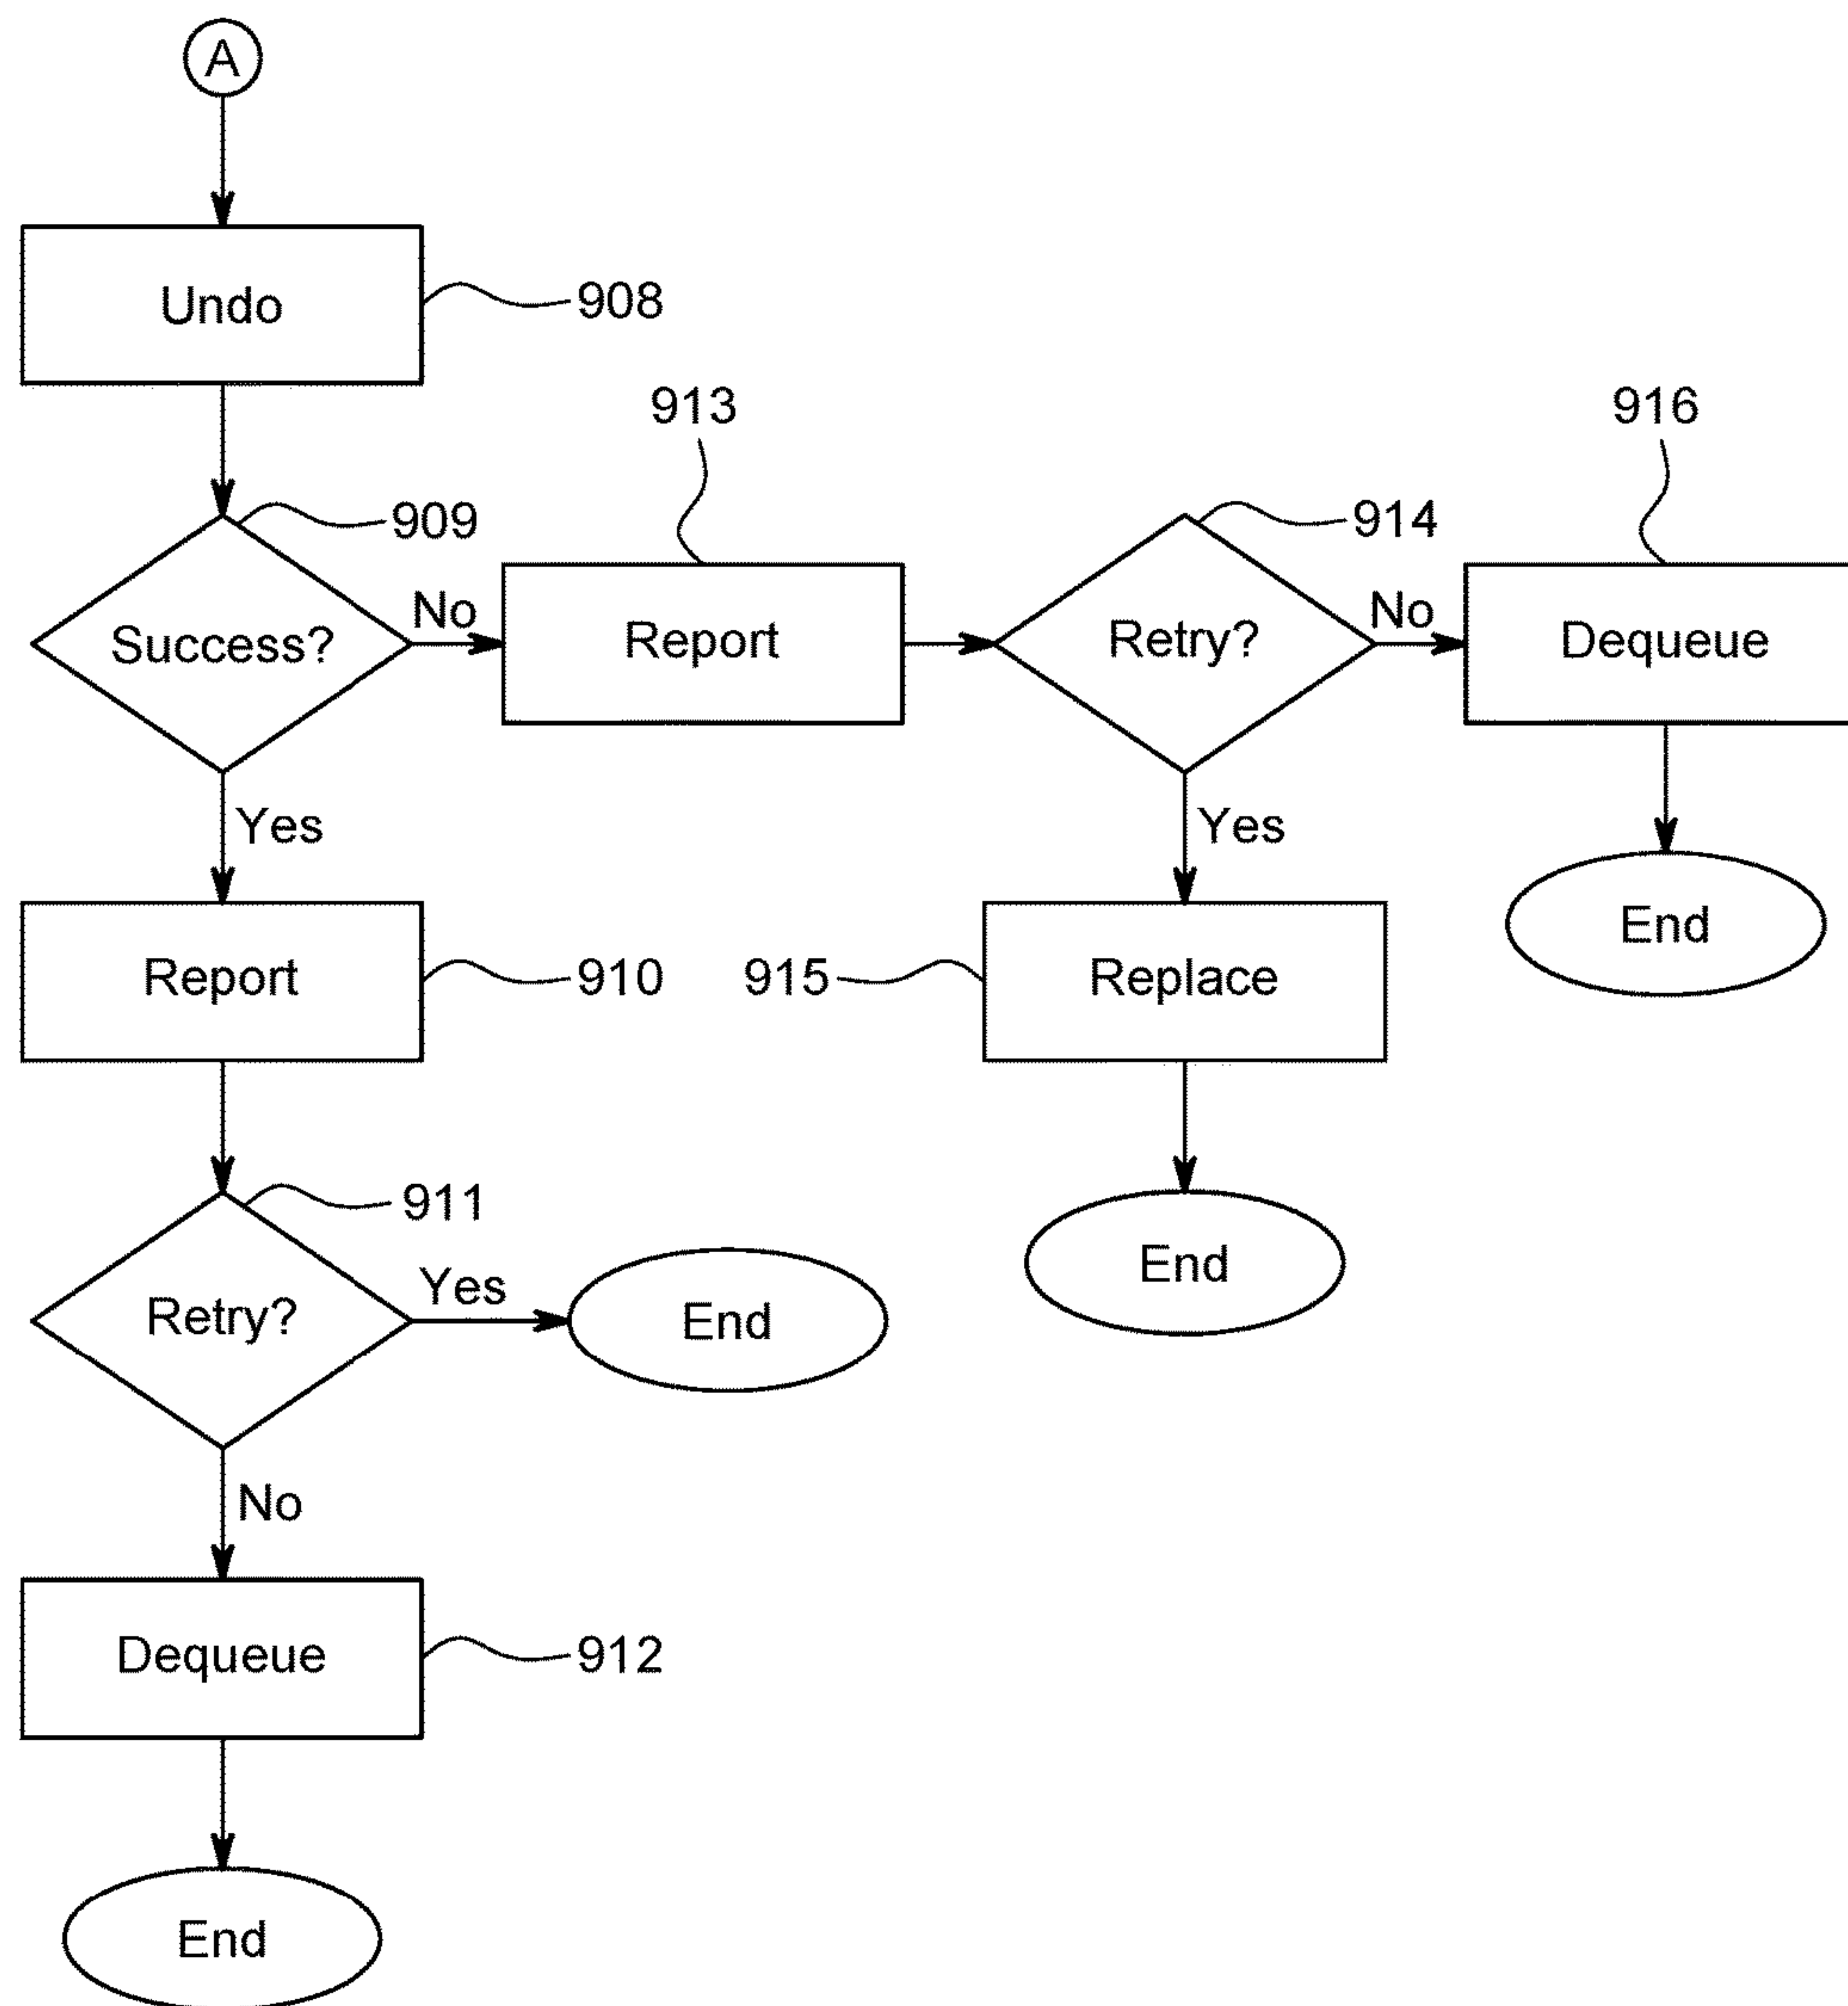 A
Undo
908
913
916
909
914
Success?
No
Report
Retry?
No
Dequeue
Yes
Yes
End
Report
910
915
Replace
911
End
Retry?
Yes
End
No
Dequeue
912
End